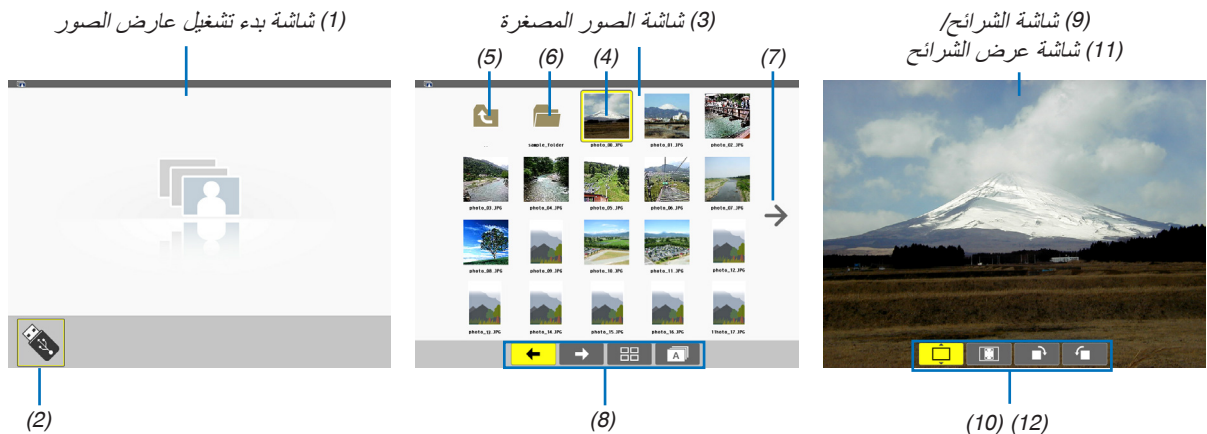 (1) شاشة بدء تشغيل عارض الصور
(3) شاشة الصور المصغرة
(9) شاشة الشرائح/
(11) شاشة عرض الشرائح
(5) (6) (4) (7)
sample_folder photo_00.JPG photo_01.JPG photo_02.JPG
photo_03.JPG photo_04.JPG photo_05.JPG photo_06.JPG photo_07.JPG
photo_08.JPG photo_09.JPG photo_10.JPG photo_11.JPG photo_12.JPG
photo_13.JPG photo_14.JPG photo_15.JPG photo_16.JPG photo_17.JPG
A
(2) (8) (10) (12)